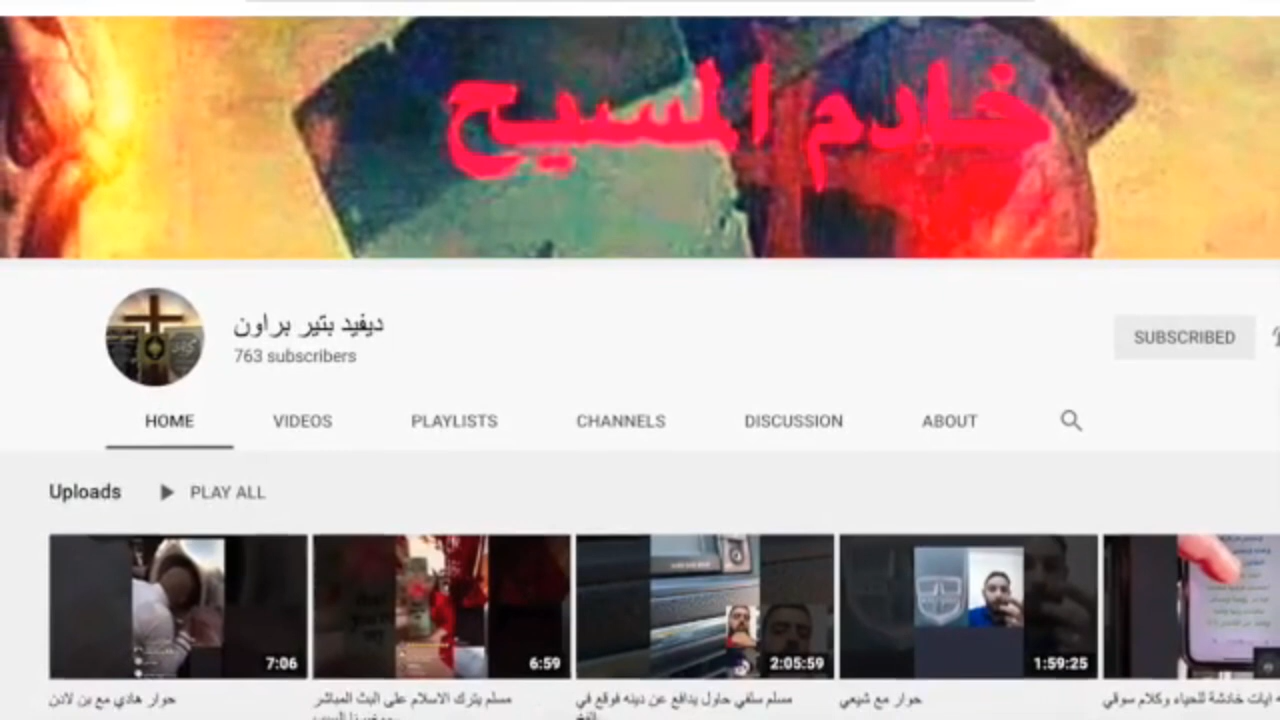 خادم المسيح
ديفيد بتير براون
763 subscribers
SUBSCRIBED
HOME
VIDEOS
PLAYLISTS
CHANNELS
DISCUSSION
ABOUT
Uploads
PLAY ALL
7:06
6:59
2:05:59
1:59:25
حوار هادي مع بن لادن
مسلم يترك الاسلام على البث المباشر
مسلم سلفي حاول يدافع عن دينه فوقع في
حوار مع شيعي
ايات خادشة للحياء وكلام سوقي